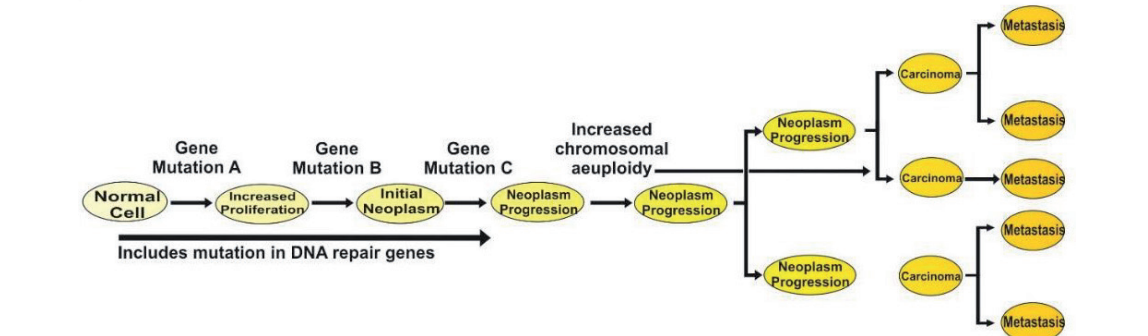 Gene
Mutation A
Gene
Mutation B
Gene
Mutation C
Increased
chromosomal
aeuploidy
Normal
Cell
Increased
Proliferation
Initial
Neoplasm
Neoplasm
Progression
Neoplasm
Progression
Includes mutation in DNA repair genes
Neoplasm
Progression
Neoplasm
Progression
Carcinoma
Carcinoma
Carcinoma
Metastasis
Metastasis
Metastasis
Metastasis
Metastasis